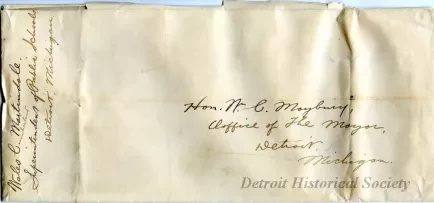 Wales C. Martindale.
Superintendent of Public Schools
Detroit, Michigan.
Hon. W. C. Maybury,
Office of The Mayor,
Detroit,
Michigan.
Detroit Historical Society